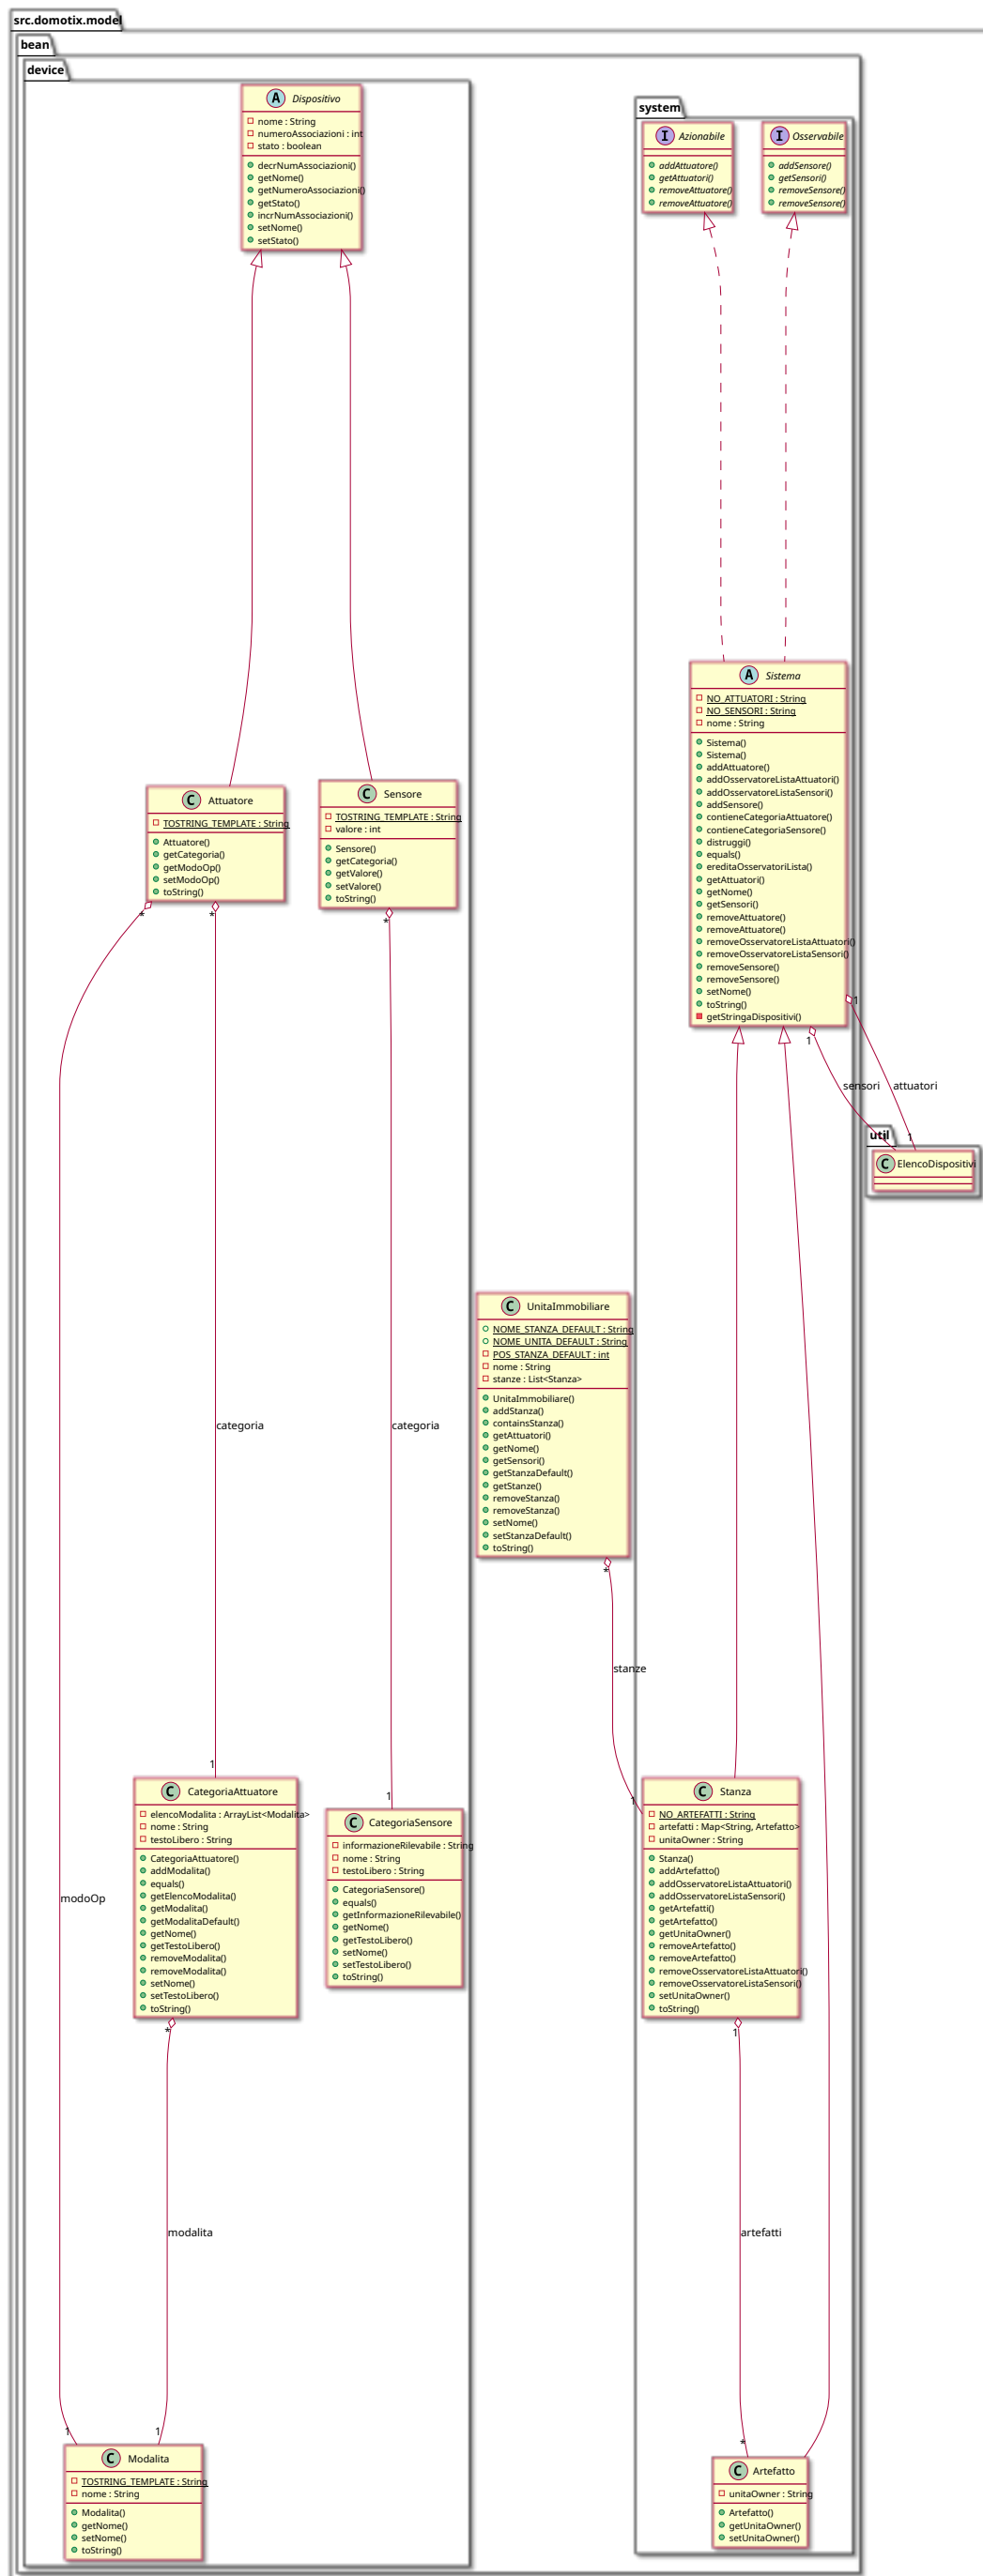 src.domotix.model
bean
device
Dispositivo
nome : String
numeroAssociazioni : int
stato : boolean
decrNumAssociazioni()
getNome()
getNumeroAssociazioni()
getStato()
incrNumAssociazioni()
setNome()
setStato()
system
Azionabile
addAttuatore()
getAttuatori()
removeAttuatore()
removeAttuatore()
Osservabile
addSensore()
getSensori()
removeSensore()
removeSensore()
Sistema
NO_ATTUATORI : String
NO_SENSORI : String
nome : String
Sistema()
Sistema()
addAttuatore()
addOsservatoreListaAttuatori()
addOsservatoreListaSensori()
addSensore()
contieneCategoriaAttuatore()
contieneCategoriaSensore()
distruggi()
equals()
ereditaOsservatoriLista()
getAttuatori()
getNome()
getSensori()
removeAttuatore()
removeAttuatore()
removeOsservatoreListaAttuatori()
removeOsservatoreListaSensori()
removeSensore()
removeSensore()
setNome()
toString()
getStringaDispositivi()
Attuatore
TOSTRING_TEMPLATE : String
Attuatore()
getCategoria()
getModoOp()
setModoOp()
toString()
Sensore
TOSTRING_TEMPLATE : String
valore : int
Sensore()
getCategoria()
getValore()
setValore()
toString()
*
*
*
1
1
sensori
attuatori
1
util
ElencoDispositivi
UnitaImmobiliare
NOME_STANZA_DEFAULT : String
NOME_UNITA_DEFAULT : String
POS_STANZA_DEFAULT : int
nome : String
stanze : List<Stanza>
UnitaImmobiliare()
addStanza()
containsStanza()
getAttuatori()
getNome()
getSensori()
getStanzaDefault()
getStanze()
removeStanza()
removeStanza()
setNome()
setStanzaDefault()
toString()
categoria
categoria
*
stanze
1
1
1
CategoriaAttuatore
elencoModalita : ArrayList<Modalita>
nome : String
testoLibero : String
CategoriaAttuatore()
addModalita()
equals()
getElencoModalita()
getModalita()
getModalitaDefault()
getNome()
getTestoLibero()
removeModalita()
removeModalita()
setNome()
setTestoLibero()
toString()
CategoriaSensore
informazioneRilevabile : String
nome : String
testoLibero : String
CategoriaSensore()
equals()
getInformazioneRilevabile()
getNome()
getTestoLibero()
setNome()
setTestoLibero()
toString()
Stanza
NO_ARTEFATTI : String
artefatti : Map<String, Artefatto>
unitaOwner : String
Stanza()
addArtefatto()
addOsservatoreListaAttuatori()
addOsservatoreListaSensori()
getArtefatti()
getArtefatto()
getUnitaOwner()
removeArtefatto()
removeArtefatto()
removeOsservatoreListaAttuatori()
removeOsservatoreListaSensori()
setUnitaOwner()
toString()
modoOp
*
1
modalita
artefatti
1
1
*
Modalita
TOSTRING_TEMPLATE : String
nome : String
Modalita()
getNome()
setNome()
toString()
Artefatto
unitaOwner : String
Artefatto()
getUnitaOwner()
setUnitaOwner()